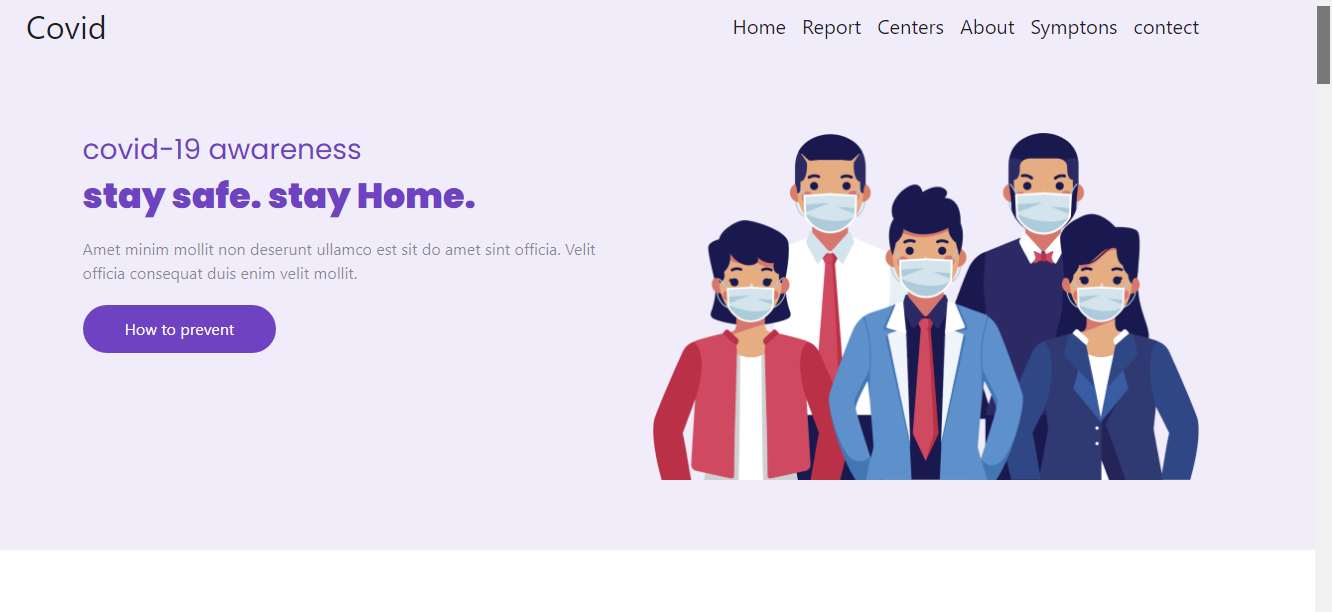 Covid
Home Report Centers About Symptons contect
covid-19 awareness
stay safe. stay Home.
Amet minim mollit non deserunt ullamco est sit do amet sint officia. Velit
officia consequat duis enim velit mollit.
How to prevent